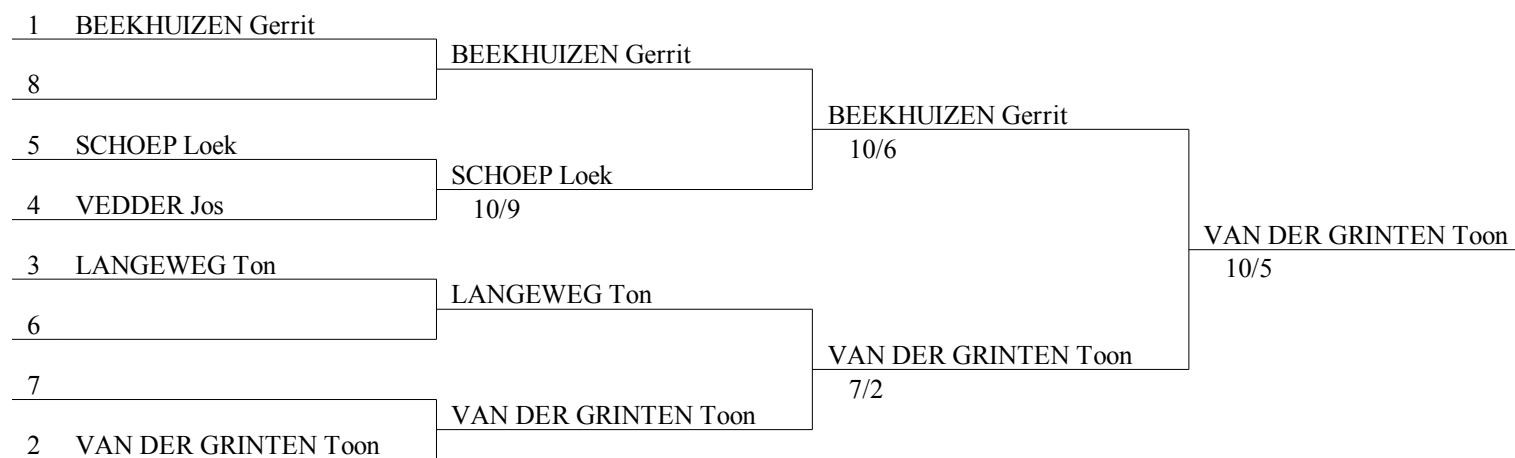 1 BEEKHUIZEN Gerrit
BEEKHUIZEN Gerrit
8
BEEKHUIZEN Gerrit
10/6
5 SCHOEP Loek
SCHOEP Loek
10/9
4 VEDDER Jos
VAN DER GRINTEN Toon
10/5
3 LANGEWEG Ton
LANGEWEG Ton
6
VAN DER GRINTEN Toon
7/2
7
VAN DER GRINTEN Toon
2 VAN DER GRINTEN Toon